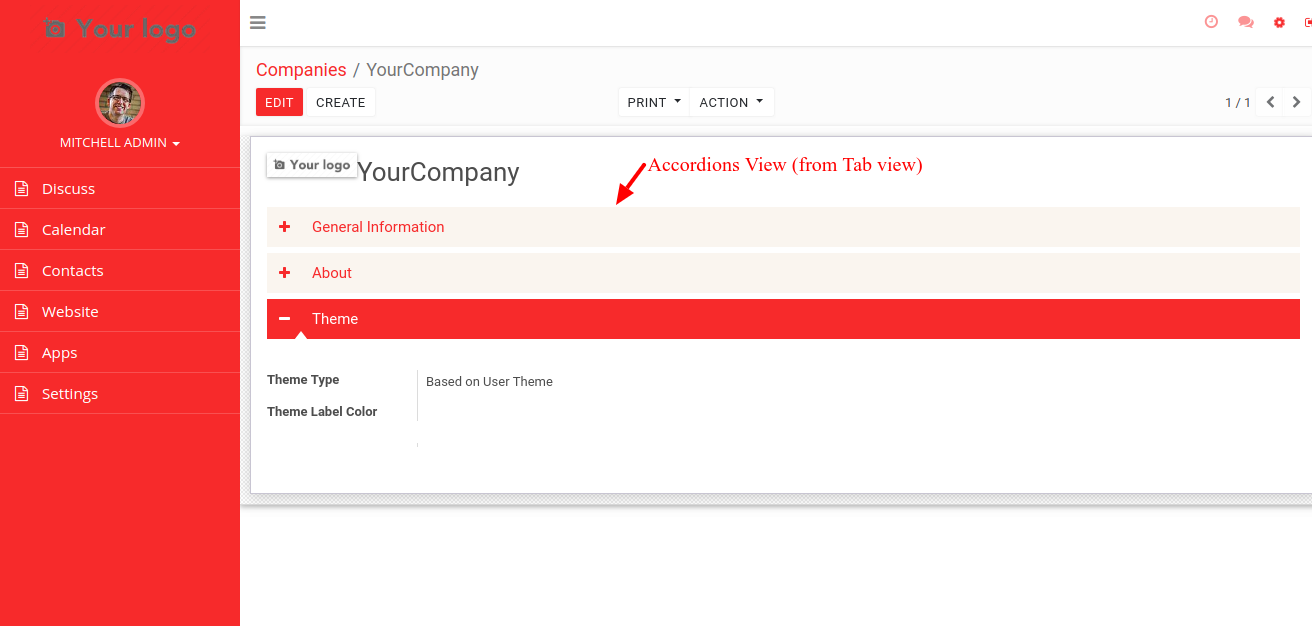 Your logo
MITCHELL ADMIN
Discuss
Calendar
Contacts
Website
Apps
Settings
Companies / YourCompany
EDIT CREATE PRINT ACTION 1 / 1
Your logo YourCompany
Accordions View (from Tab view)
+ General Information
+ About
− Theme
Theme Type Based on User Theme
Theme Label Color